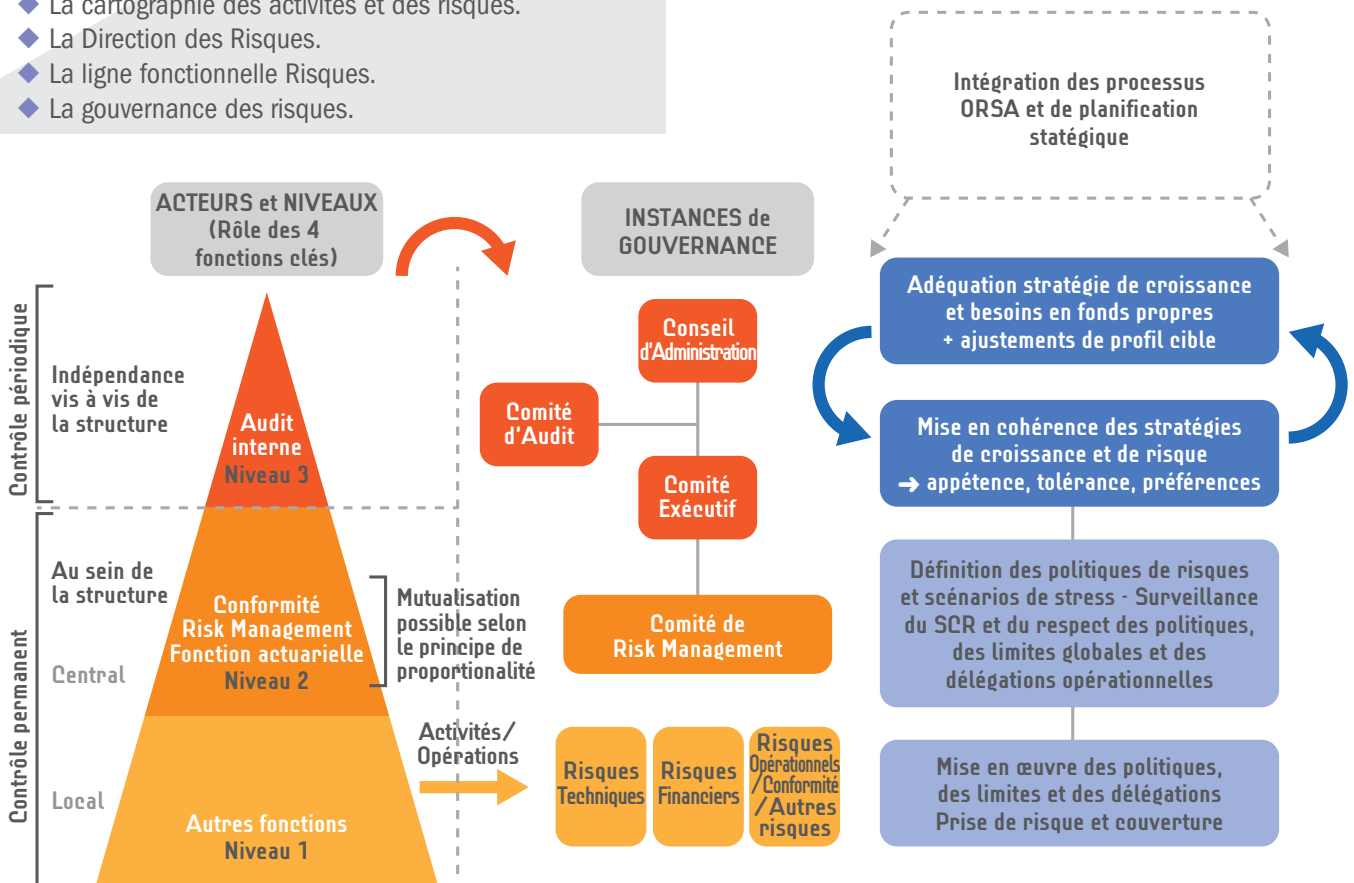 ◆ La cartographie des activités et des risques.
◆ La Direction des Risques.
◆ La ligne fonctionnelle Risques.
◆ La gouvernance des risques.
Intégration des processus
ORSA et de planification
statégique
ACTEURS et NIVEAUX
(Rôle des 4
fonctions clés)
INSTANCES de
GOUVERNANCE
Contrôle périodique
Indépendance
vis à vis de
la structure
Audit
interne
Niveau 3
Contrôle permanent
Au sein de
la structure
Central
Local
Conformité
Risk Management
Fonction actuarielle
Niveau 2
Mutualisation
possible selon
le principe de
proportionalité
Autres fonctions
Niveau 1
Activités/
Opérations
Conseil
d'Administration
Comité
d'Audit
Comité
Exécutif
Comité de
Risk Management
Risques
Techniques
Risques
Financiers
Risques
Opérationnels
/Conformité
/Autres
risques
Adéquation stratégie de croissance
et besoins en fonds propres
+ ajustements de profil cible
Mise en cohérence des stratégies
de croissance et de risque
➔ appétence, tolérance, préférences
Définition des politiques de risques
et scénarios de stress - Surveillance
du SCR et du respect des politiques,
des limites globales et des
délégations opérationnelles
Mise en œuvre des politiques,
des limites et des délégations
Prise de risque et couverture